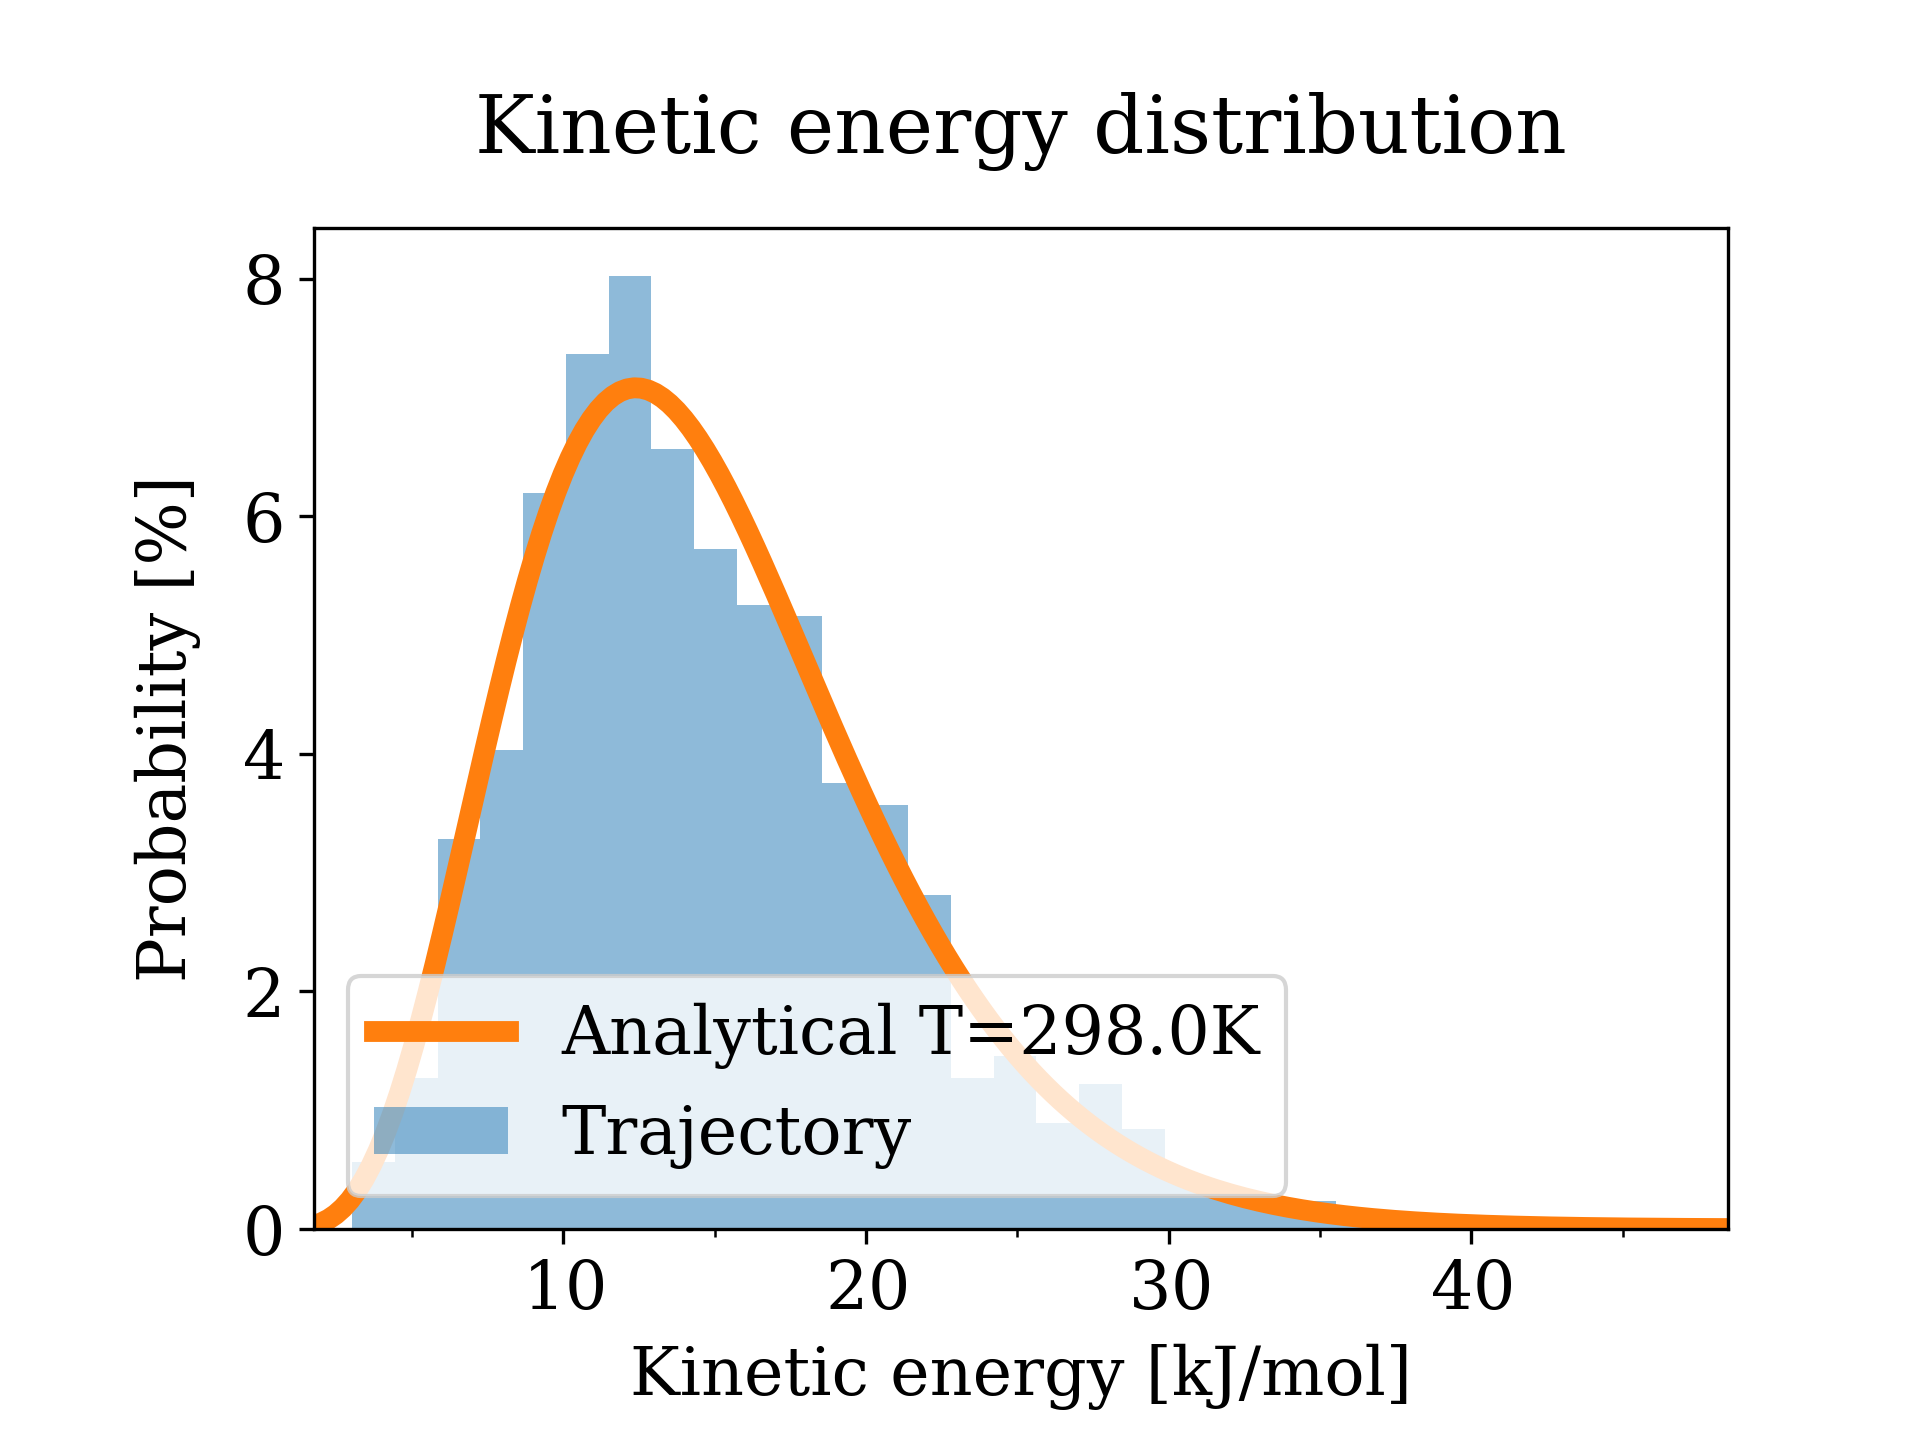 Kinetic energy distribution
8
6
4
2
0
Probability [%]
Analytical T=298.0K
Trajectory
10 20 30 40
Kinetic energy [kJ/mol]